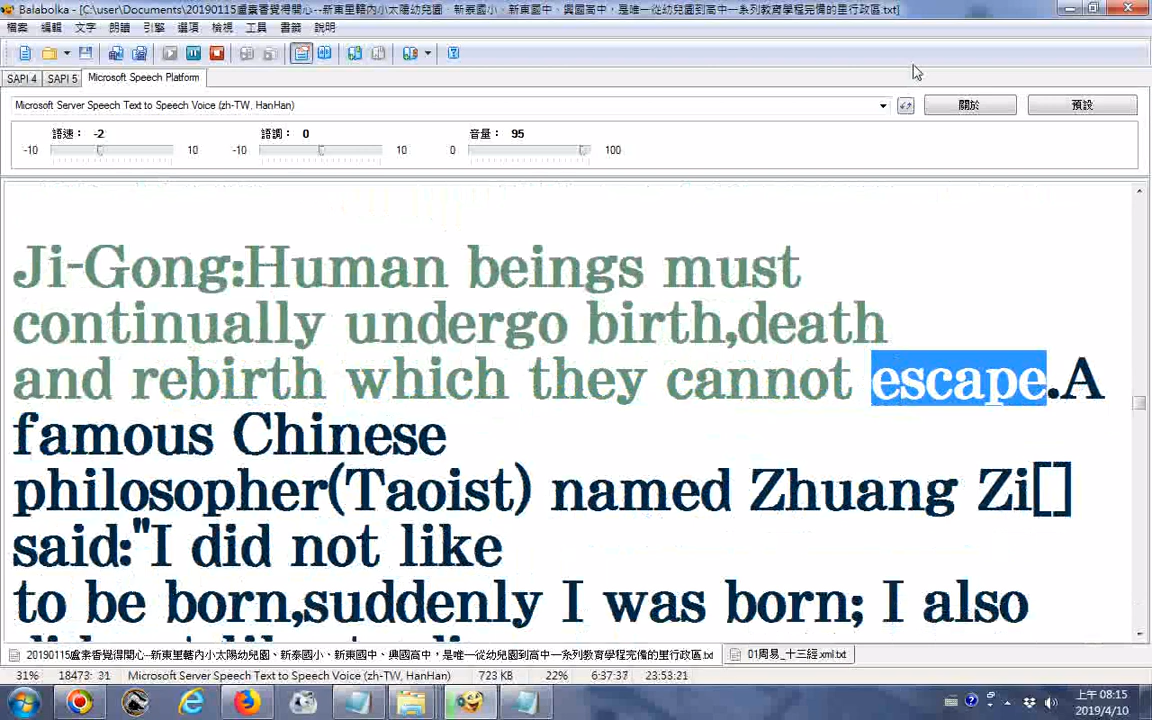 Balabolka - [C:\user\Documents\20190115盧素香覺得開心--新東里轄內小太陽幼兒園、新泰國小、新東國中、興國高中，是唯一從幼兒園到高中一系列教育學程完備的里行政區.txt]
檔案 編輯 文字 朗讀 引擎 選項 檢視 工具 書籤 說明
SAPI 4 SAPI 5 Microsoft Speech Platform
Microsoft Server Speech Text to Speech Voice (zh-TW, HanHan) 關於 預設
語速： -2 語調： 0 音量： 95
-10 10 -10 10 0 100
Ji-Gong:Human beings must
continually undergo birth,death
and rebirth which they cannot escape.A
famous Chinese
philosopher(Taoist) named Zhuang Zi[]
said:"I did not like
to be born,suddenly I was born; I also
20190115盧素香覺得開心--新東里轄內小太陽幼兒園、新泰國小、新東國中、興國高中，是唯一從幼兒園到高中一系列教育學程完備的里行政區.txt 01周易_十三經.xml.txt
31% 18473: 31 Microsoft Server Speech Text to Speech Voice (zh-TW, HanHan) 723 KB 22% 6:37:37 23:53:21
上午 08:15
2019/4/10